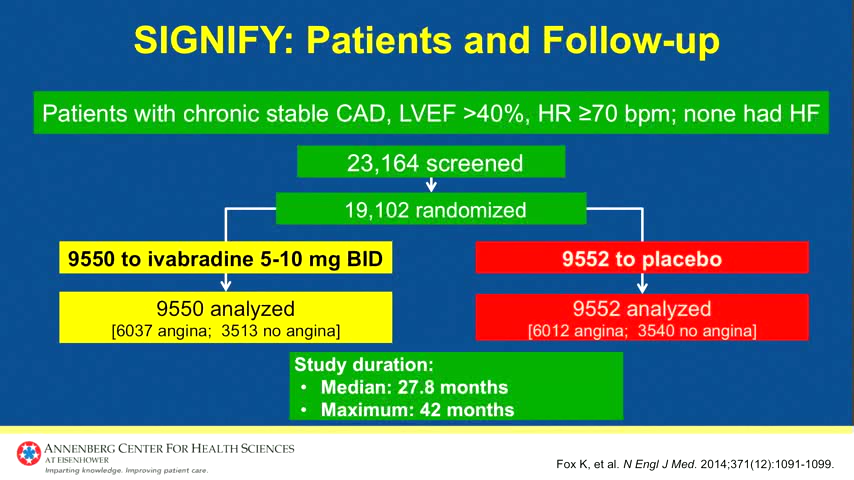 SIGNIFY: Patients and Follow-up
Patients with chronic stable CAD, LVEF >40%, HR ≥70 bpm; none had HF
23,164 screened
19,102 randomized
9550 to ivabradine 5-10 mg BID
9552 to placebo
9550 analyzed
[6037 angina; 3513 no angina]
9552 analyzed
[6012 angina; 3540 no angina]
Study duration:
• Median: 27.8 months
• Maximum: 42 months
ANNENBERG CENTER FOR HEALTH SCIENCES
AT EISENHOWER
Imparting knowledge. Improving patient care.
Fox K, et al. N Engl J Med. 2014;371(12):1091-1099.